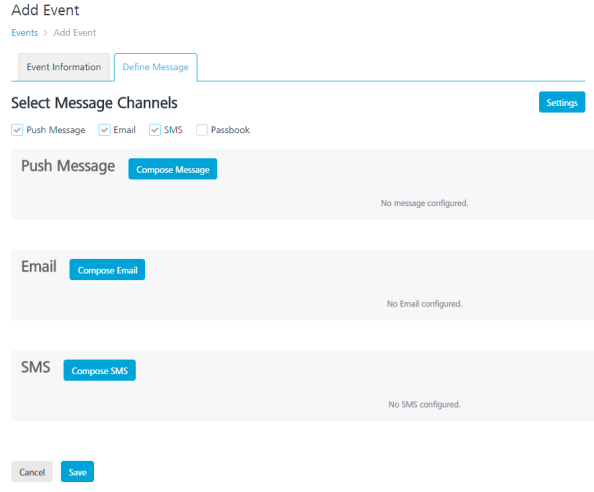 Add Event
Events > Add Event
Event Information Define Message
Select Message Channels Settings
Push Message Email SMS Passbook
Push Message Compose Message
No message configured.
Email Compose Email
No Email configured.
SMS Compose SMS
No SMS configured.
Cancel Save